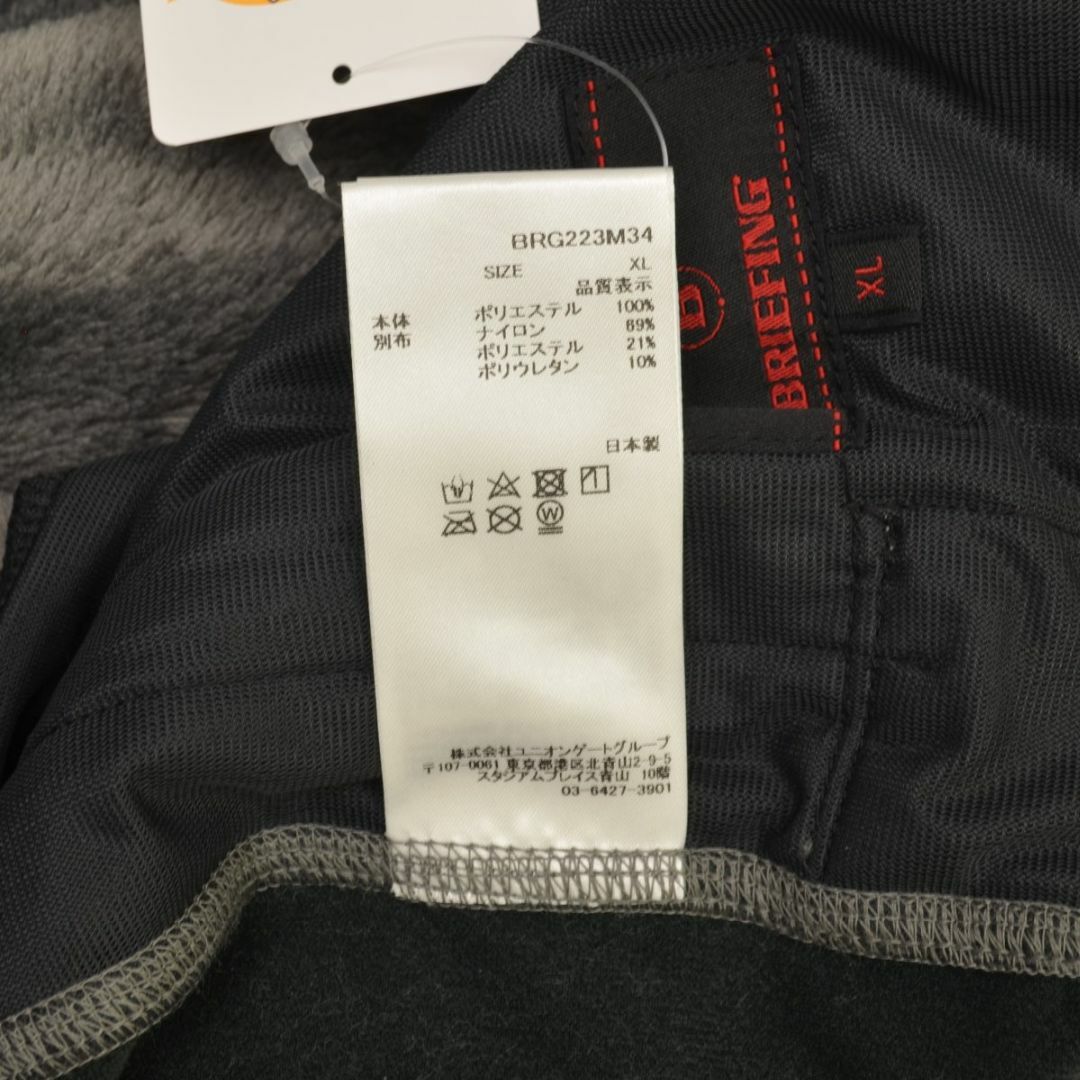 BRG223M34
SIZE XL
品質表示
本体 ポリエステル 100%
別布 ナイロン 69%
ポリエステル 21%
ポリウレタン 10%
日本製
W
株式会社ユニオンゲートグループ
〒107-0061 東京都港区北青山2-9-5
スタジアムプレイス青山 10階
03-6427-3901
B
BRIEFING
XL